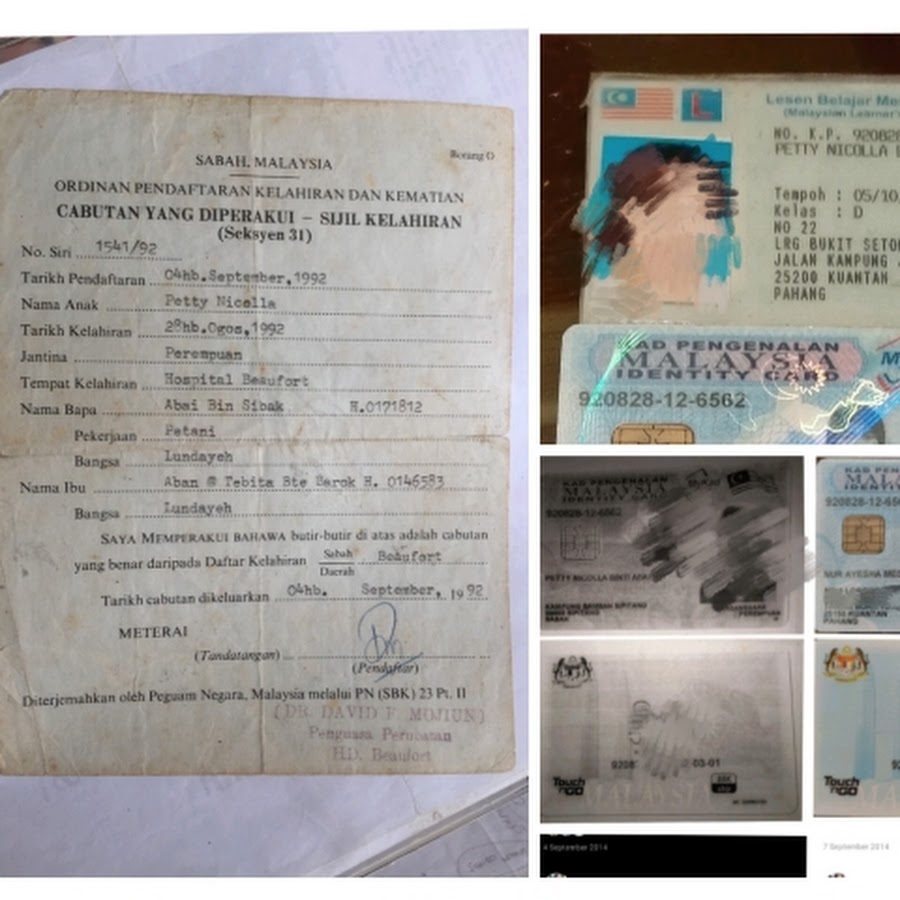 SABAH, MALAYSIA
Borang O
ORDINAN PENDAFTARAN KELAHIRAN DAN KEMATIAN
CABUTAN YANG DIPERAKUI – SIJIL KELAHIRAN
(Seksyen 31)
No. Siri 1541/92
Tarikh Pendaftaran 04hb.September,1992
Nama Anak Petty Nicolla
Tarikh Kelahiran 28hb.Ogos,1992
Jantina Perempuan
Tempat Kelahiran Hospital Beaufort
Nama Bapa Abai Bin Sibak H.0171812
Pekerjaan Petani
Bangsa Lundayeh
Nama Ibu Aban @ Tebita Bte Barok H. 0146583
Bangsa Lundayeh
SAYA MEMPERAKUI BAHAWA butir-butir di atas adalah cabutan
yang benar daripada Daftar Kelahiran Sabah Daerah Beaufort
Tarikh cabutan dikeluarkan 04hb. September, 1992
METERAI
(Tandatangan)
(Pendaftar)
Diterjemahkan oleh Peguam Negara, Malaysia melalui PN (SBK) 23 Pt. II
(DR. DAVID F. MOJIUN)
Penguasa Perubatan
H.D. Beaufort
L
Lesen Belajar
(Malaysian Learner's
NO. K.P. 920828
PETTY NICOLLA
Tempoh : 05/10
Kelas : D
NO 22
LRG BUKIT
JALAN KAMPUNG
25200 KUANTAN
PAHANG
KAD PENGENALAN
MALAYSIA
IDENTITY CARD
920828-12-6562
KAD PENGENALAN
MALAYSIA
IDENTITY CARD
920828-12-6562
PETTY NICOLLA BINTI
SABAH
MALAYSIA
Touch
n GO
-03-01
4 September 2014
920828-12-65
NUR AYESHA
KUANTAN
PAHANG
Touch
n GO
7 September 2014